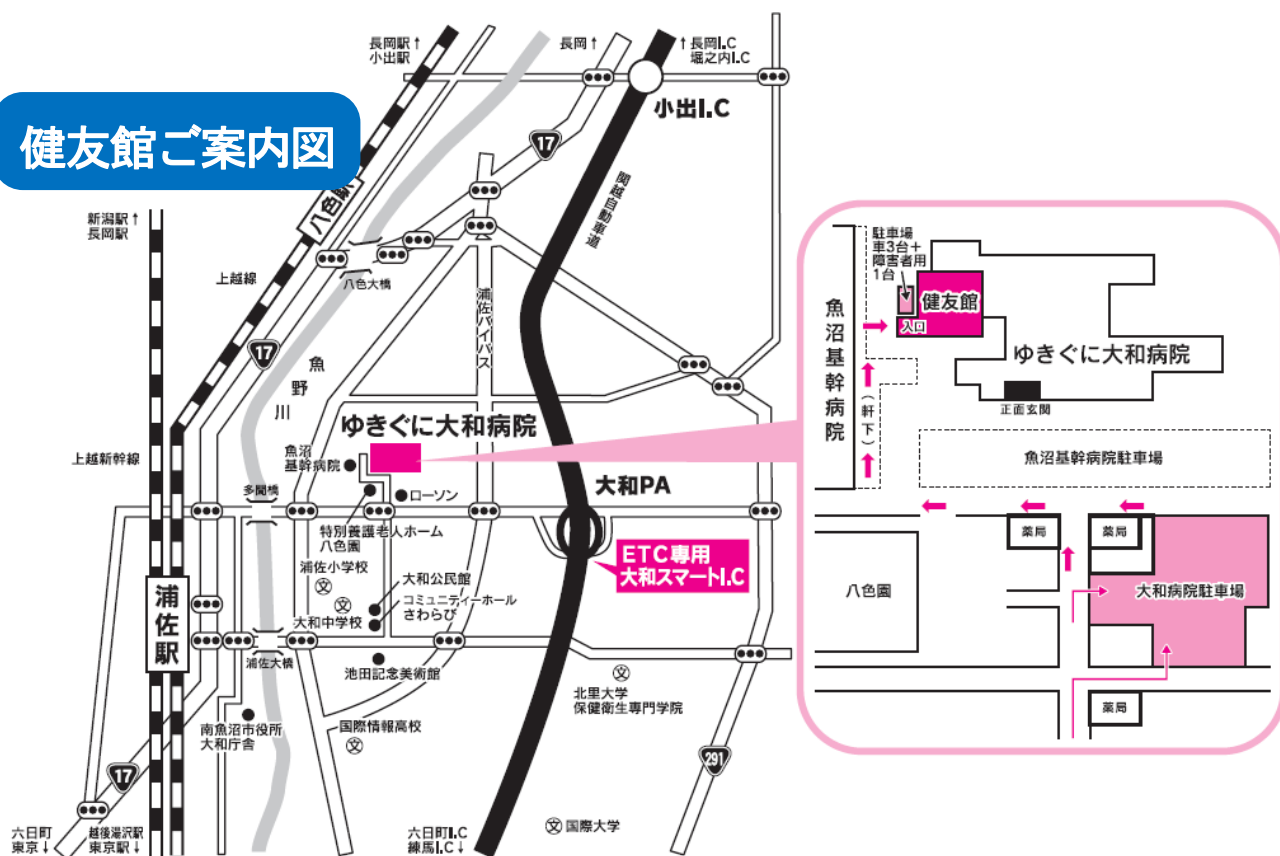 健友館ご案内図
長岡駅↑
小出駅
長岡↑
↑長岡I.C
堀之内I.C
小出I.C
17
八色駅
関越自動車道
新潟駅↑
長岡駅
上越線
八色大橋
浦佐バイパス
17
魚野川
ゆきぐに大和病院
魚沼
基幹病院
上越新幹線
多聞橋
ローソン
大和PA
特別養護老人ホーム
八色園
ETC専用
大和スマートI.C
浦佐小学校
文
文
大和公民館
コミュニティーホール
さわらび
大和中学校
浦佐駅
浦佐大橋
池田記念美術館
文
北里大学
保健衛生専門学院
南魚沼市役所
大和庁舎
国際情報高校
文
17
291
六日町
東京↓
越後湯沢駅
東京駅↓
六日町I.C
練馬I.C↓
文 国際大学
駐車場
車3台+
障害者用
1台
健友館
入口
魚沼基幹病院
ゆきぐに大和病院
正面玄関
(軒下)
魚沼基幹病院駐車場
薬局
薬局
八色園
大和病院駐車場
薬局